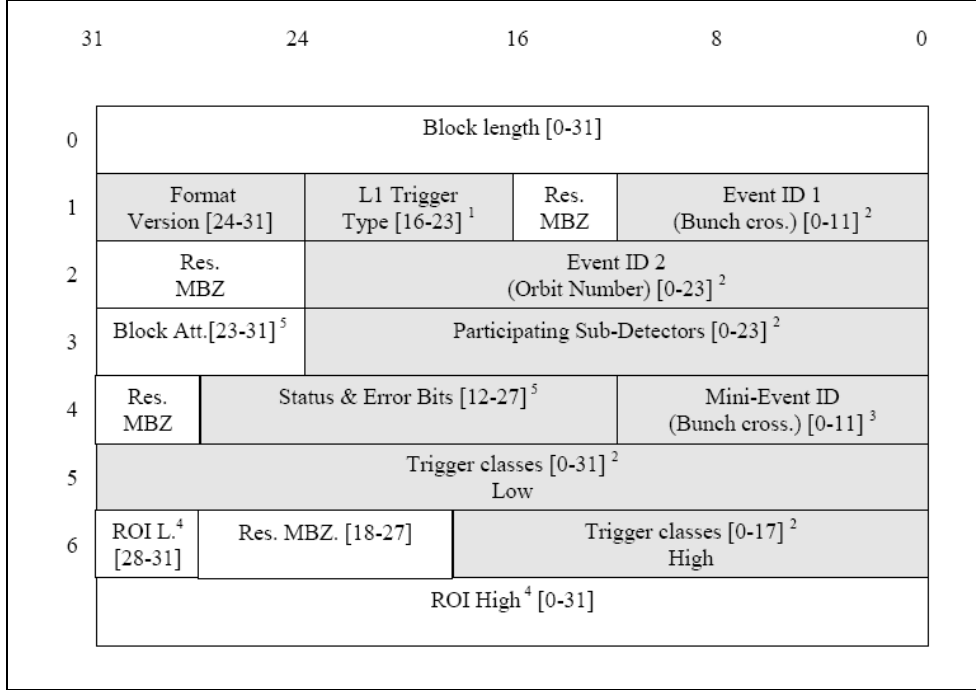 31 24 16 8 0
0 Block length [0-31]
1 Format Version [24-31] L1 Trigger Type [16-23] 1 Res. MBZ Event ID 1 (Bunch cros.) [0-11] 2
2 Res. MBZ Event ID 2 (Orbit Number) [0-23] 2
3 Block Att.[23-31] 5 Participating Sub-Detectors [0-23] 2
4 Res. MBZ Status & Error Bits [12-27] 5 Mini-Event ID (Bunch cross.) [0-11] 3
5 Trigger classes [0-31] 2 Low
6 ROI L.4 [28-31] Res. MBZ. [18-27] Trigger classes [0-17] 2 High
ROI High 4 [0-31]